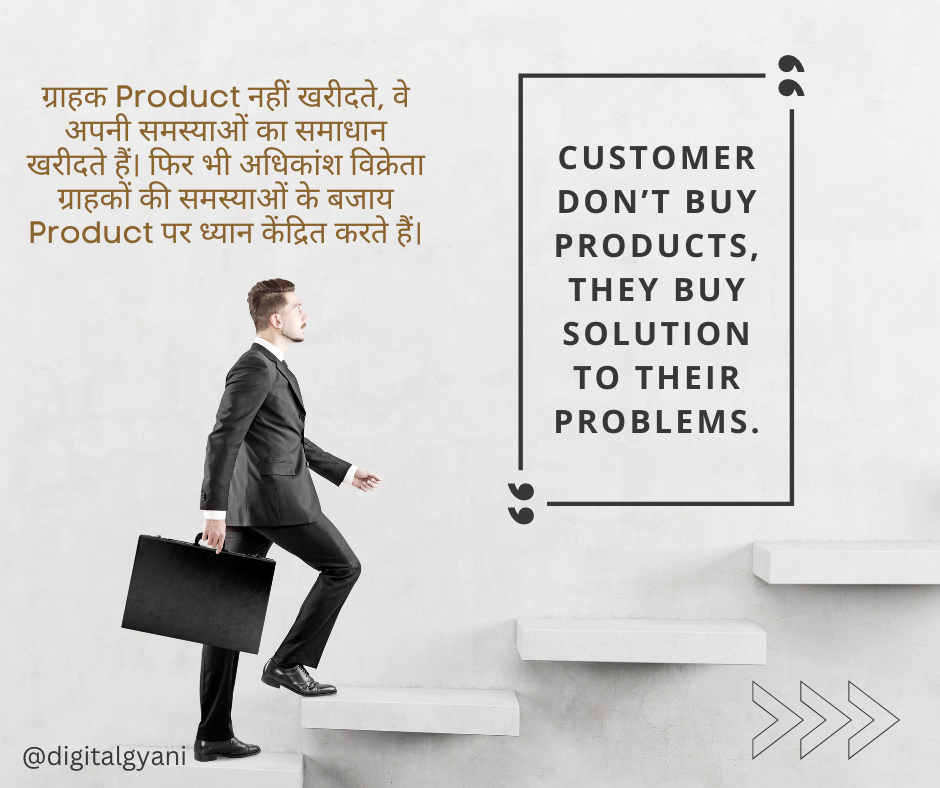 ग्राहक Product नहीं खरीदते, वे
अपनी समस्याओं का समाधान
खरीदते हैं। फिर भी अधिकांश विक्रेता
ग्राहकों की समस्याओं के बजाय
Product पर ध्यान केंद्रित करते हैं।
CUSTOMER
DON’T BUY
PRODUCTS,
THEY BUY
SOLUTION
TO THEIR
PROBLEMS.
@digitalgyani